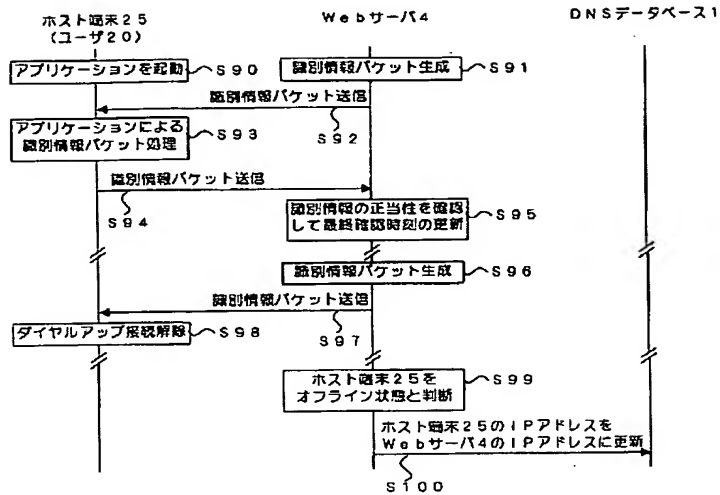 ホスト端末25
(ユーザ20)
Webサーバ4
DNSデータベース1
アプリケーションを起動
S90
識別情報パケット生成
S91
識別情報パケット送信
S92
アプリケーションによる
識別情報パケット処理
S93
識別情報パケット送信
S94
識別情報の正当性を確認
して最終確認時刻の更新
S95
識別情報パケット生成
S96
識別情報パケット送信
S97
ダイヤルアップ接続解除
S98
ホスト端末25を
オフライン状態と判断
S99
ホスト端末25のIPアドレスを
Webサーバ4のIPアドレスに更新
S100